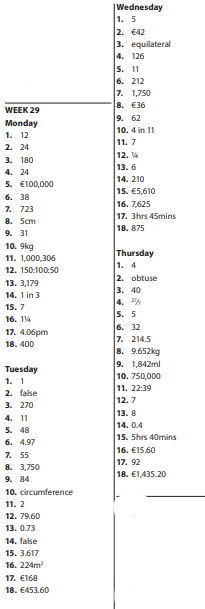 WEEK 29
Monday
1. 12
2. 24
3. 180
4. 24
5. €100,000
6. 38
7. 723
8. 5cm
9. 31
10. 9kg
11. 1,000,306
12. 150:100:50
13. 3,179
14. 1 in 3
15. 7
16. 1¼
17. 4.06pm
18. 400
Tuesday
1. 1
2. false
3. 270
4. 11
5. 48
6. 4.97
7. 55
8. 3,750
9. 84
10. circumference
11. 2
12. 79.60
13. 0.73
14. false
15. 3.617
16. 224m²
17. €168
18. €453.60
Wednesday
1. 5
2. €42
3. equilateral
4. 126
5. 11
6. 212
7. 1,750
8. €36
9. 62
10. 4 in 11
11. 7
12. ¼
13. 6
14. 210
15. €5,610
16. 7,625
17. 3hrs 45mins
18. 875
Thursday
1. 4
2. obtuse
3. 40
4. 27/7
5. 5
6. 32
7. 214.5
8. 9.652kg
9. 1,842ml
10. 750,000
11. 22:39
12. 7
13. 8
14. 0.4
15. 5hrs 40mins
16. €15.60
17. 92
18. €1,435.20